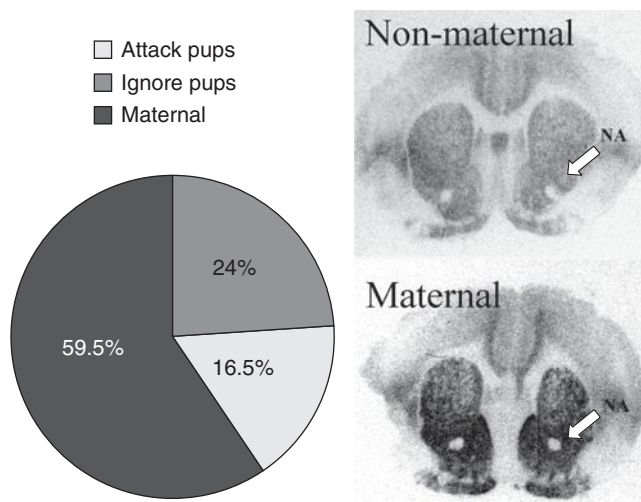 Attack pups
Ignore pups
Maternal
24%
16.5%
59.5%
Non-maternal
NA
Maternal
NA